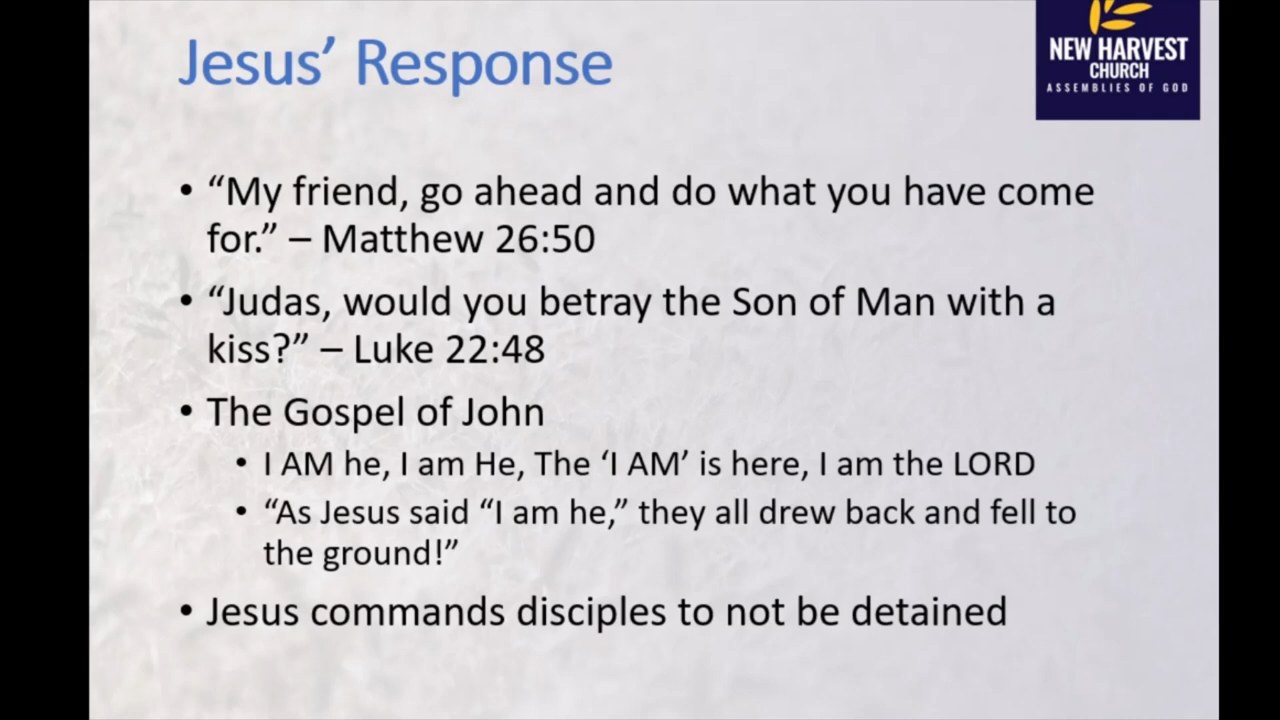 Jesus’ Response
NEW HARVEST
CHURCH
ASSEMBLIES OF GOD
• “My friend, go ahead and do what you have come
for.” – Matthew 26:50
• “Judas, would you betray the Son of Man with a
kiss?” – Luke 22:48
• The Gospel of John
• I AM he, I am He, The ‘I AM’ is here, I am the LORD
• “As Jesus said “I am he,” they all drew back and fell to
the ground!”
• Jesus commands disciples to not be detained